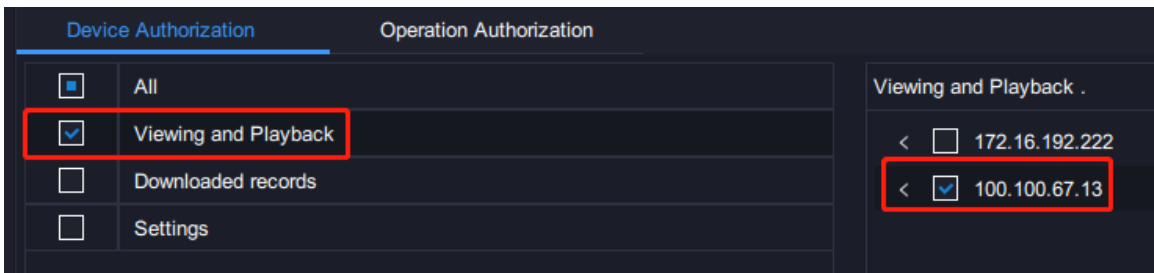 Device Authorization
Operation Authorization
All
Viewing and Playback
Downloaded records
Settings
Viewing and Playback .
< 172.16.192.222
< 100.100.67.13